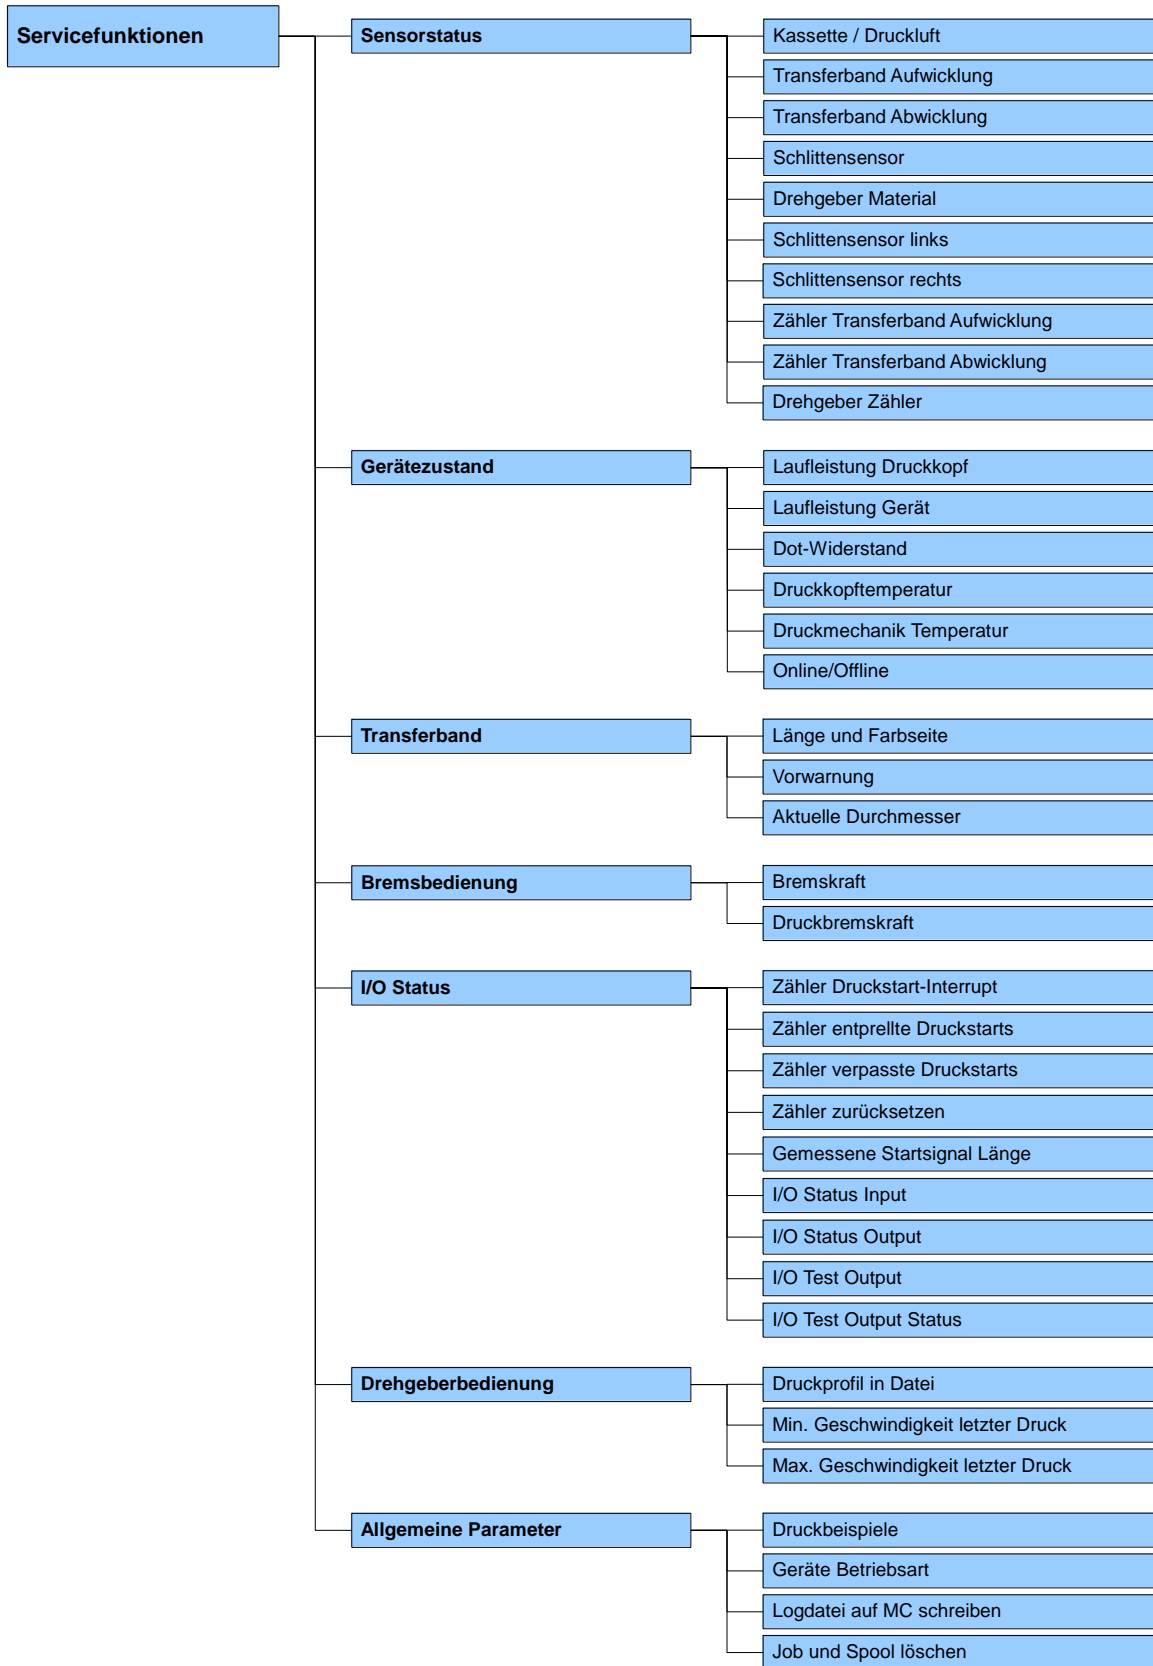 Servicefunktionen
Sensorstatus
Kassette / Druckluft
Transferband Aufwicklung
Transferband Abwicklung
Schlittensensor
Drehgeber Material
Schlittensensor links
Schlittensensor rechts
Zähler Transferband Aufwicklung
Zähler Transferband Abwicklung
Drehgeber Zähler
Gerätezustand
Laufleistung Druckkopf
Laufleistung Gerät
Dot-Widerstand
Druckkopftemperatur
Druckmechanik Temperatur
Online/Offline
Transferband
Länge und Farbseite
Vorwarnung
Aktuelle Durchmesser
Bremsbedienung
Bremskraft
Druckbremskraft
I/O Status
Zähler Druckstart-Interrupt
Zähler entprellte Druckstarts
Zähler verpasste Druckstarts
Zähler zurücksetzen
Gemessene Startsignal Länge
I/O Status Input
I/O Status Output
I/O Test Output
I/O Test Output Status
Drehgeberbedienung
Druckprofil in Datei
Min. Geschwindigkeit letzter Druck
Max. Geschwindigkeit letzter Druck
Allgemeine Parameter
Druckbeispiele
Geräte Betriebsart
Logdatei auf MC schreiben
Job und Spool löschen